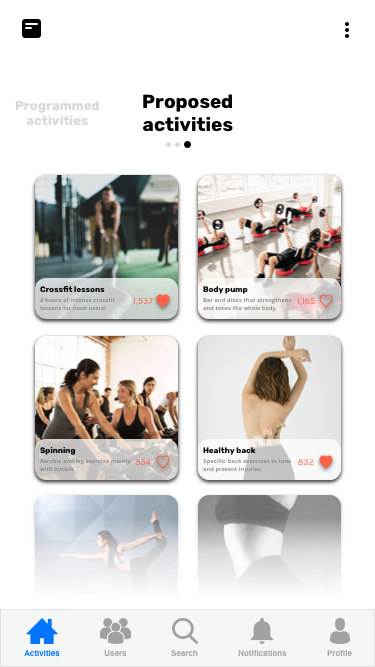 Programmed
activities
Proposed
activities
Crossfit lessons
2 hours of intense crossfit
lessons for noob users!
1,537
Body pump
Bar and discs that strengthens
and tones the whole body.
1,165
Spinning
Aerobic and leg exercise mainly
with bycicle
554
Healthy back
Specific back exercises to tone
and prevent injuries
832
Activities
Users
Search
Notifications
Profile